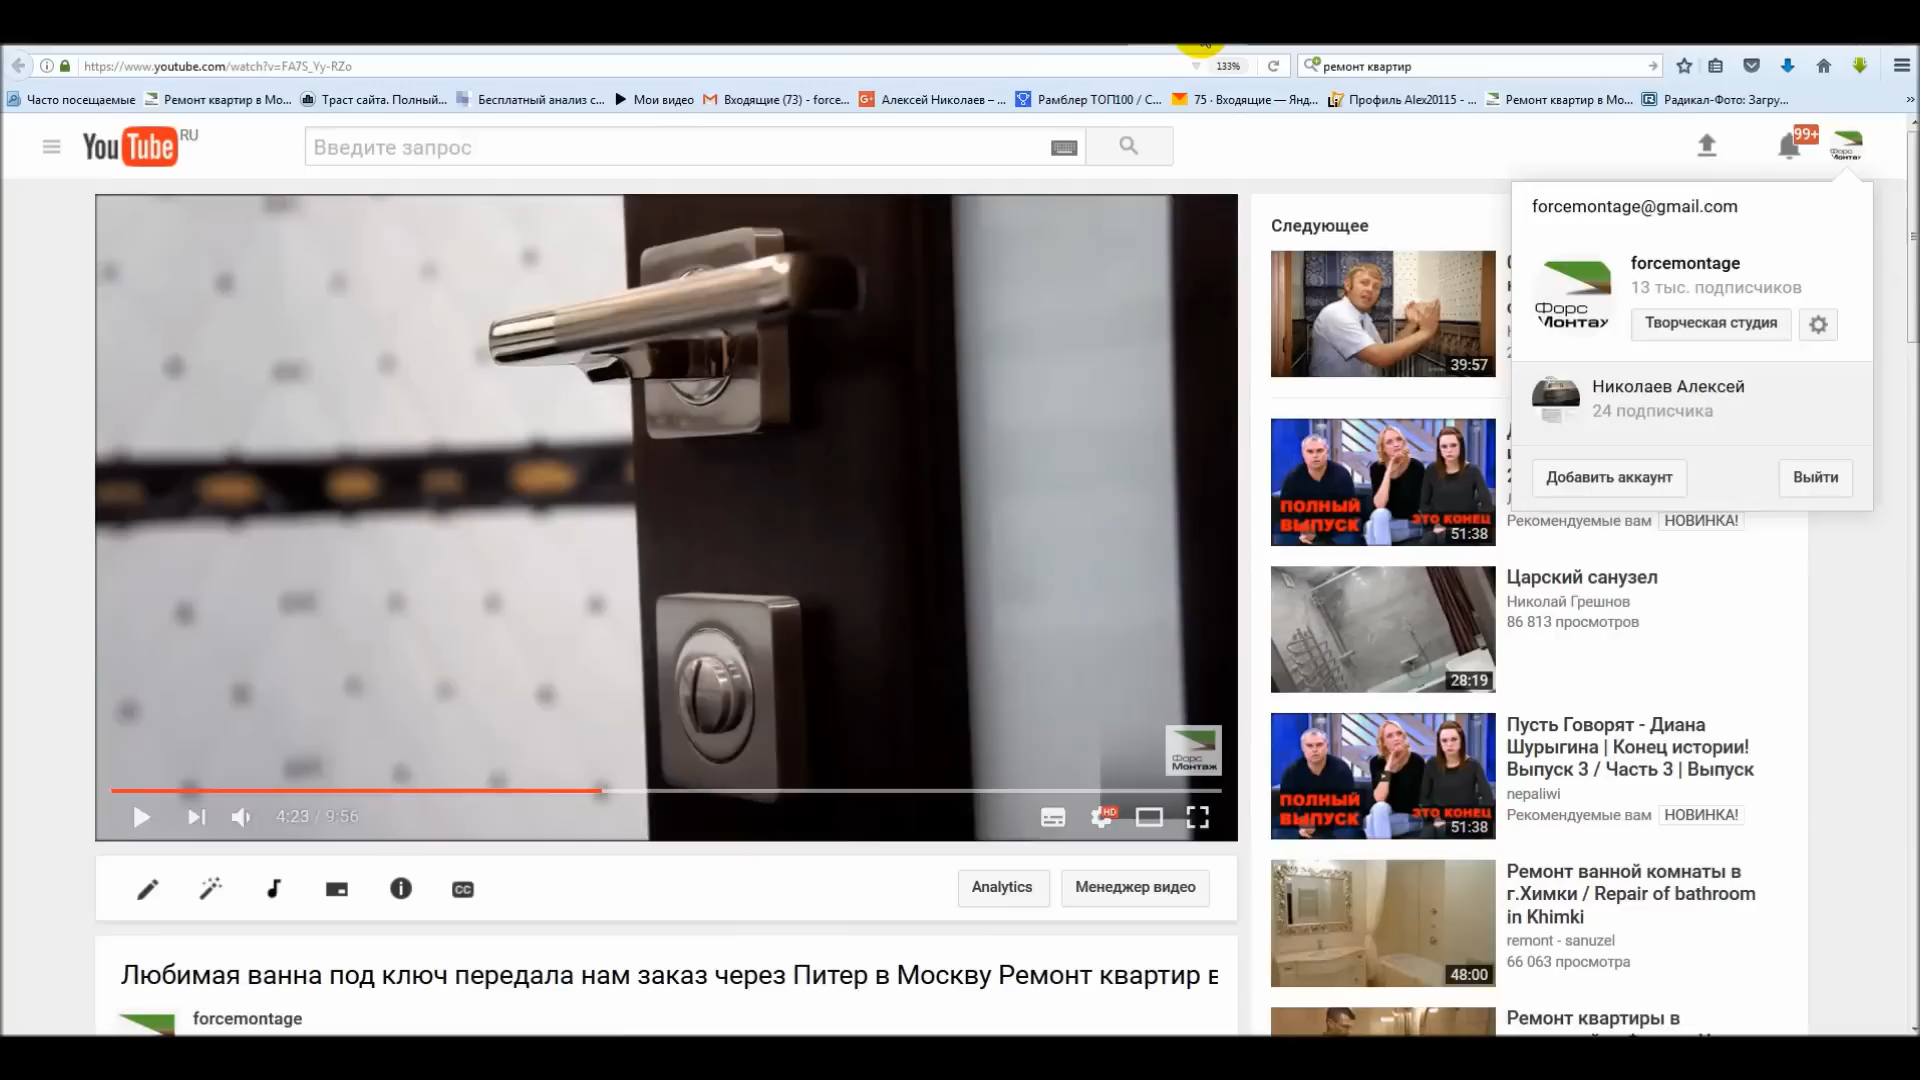 https://www.youtube.com/watch?v=FA7S_Yy-RZo
133%
ремонт квартир
Часто посещаемые
Ремонт квартир в Мо...
Траст сайта. Полный...
Бесплатный анализ с...
Мои видео
Входящие (73) - force...
Алексей Николаев – ...
Рамблер ТОП100 / С...
75 · Входящие — Янд...
Профиль Alex20115 - ...
Ремонт квартир в Мо...
Радикал-Фото: Загру...
YouTube RU
Введите запрос
99+
forcemontage@gmail.com
forcemontage
13 тыс. подписчиков
Творческая студия
Форс
Монтаж
Николаев Алексей
24 подписчика
Добавить аккаунт
Выйти
Следующее
39:57
ПОЛНЫЙ
ВЫПУСК
ЭТО КОНЕЦ
51:38
Рекомендуемые вам
НОВИНКА!
Царский санузел
Николай Грешнов
86 813 просмотров
28:19
Пусть Говорят - Диана
Шурыгина | Конец истории!
Выпуск 3 / Часть 3 | Выпуск
nepaliwi
Рекомендуемые вам
НОВИНКА!
ПОЛНЫЙ
ВЫПУСК
ЭТО КОНЕЦ
51:38
Ремонт ванной комнаты в
г.Химки / Repair of bathroom
in Khimki
remont - sanuzel
66 063 просмотра
48:00
Ремонт квартиры в
Форс
Монтаж
4:23 / 9:56
HD
CC
Analytics
Менеджер видео
Любимая ванна под ключ передала нам заказ через Питер в Москву Ремонт квартир в
forcemontage